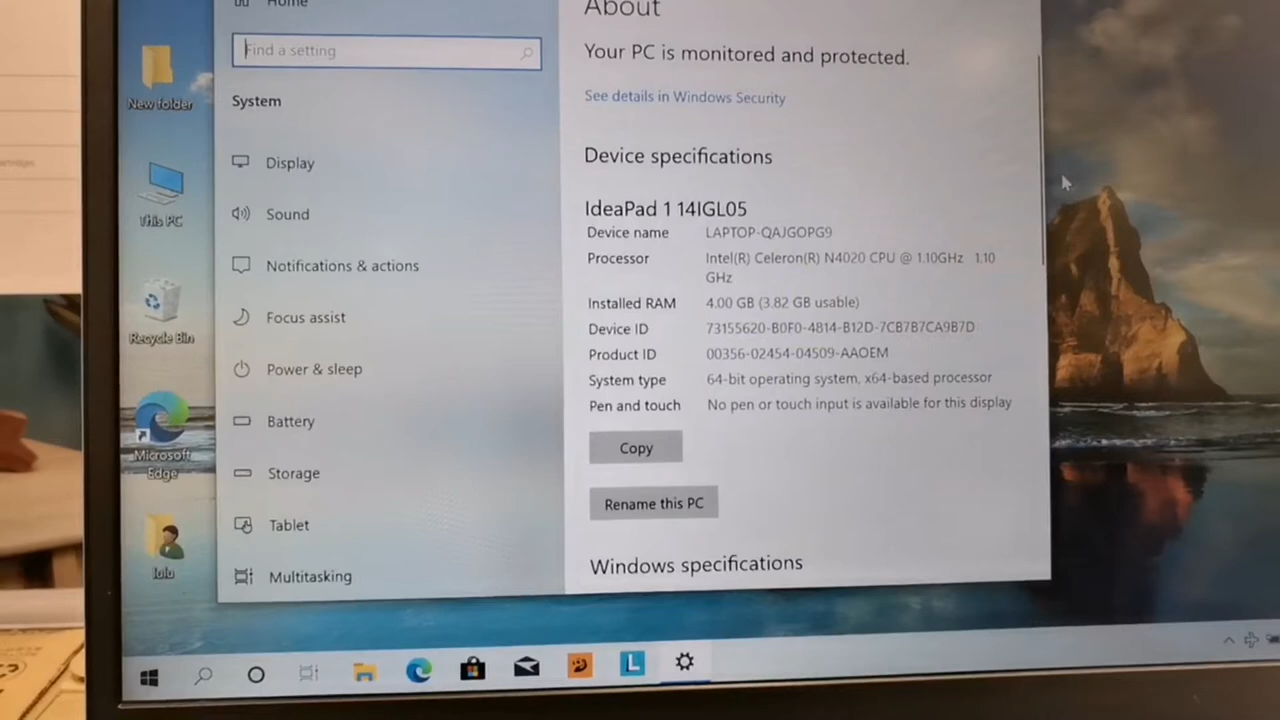 Home
About
Find a setting
Your PC is monitored and protected.
See details in Windows Security
System
Device specifications
Display
IdeaPad 1 14IGL05
Sound
Device name LAPTOP-QAJGOPG9
Processor Intel(R) Celeron(R) N4020 CPU @ 1.10GHz 1.10
GHz
Notifications & actions
Installed RAM 4.00 GB (3.82 GB usable)
Focus assist
Device ID 73155620-B0F0-4814-B12D-7CB7B7CA9B7D
Product ID 00356-02454-04509-AAOEM
Power & sleep
System type 64-bit operating system, x64-based processor
Pen and touch No pen or touch input is available for this display
Battery
Copy
Storage
Rename this PC
Tablet
Windows specifications
Multitasking
New folder
This PC
Recycle Bin
Microsoft
Edge
lulu
L